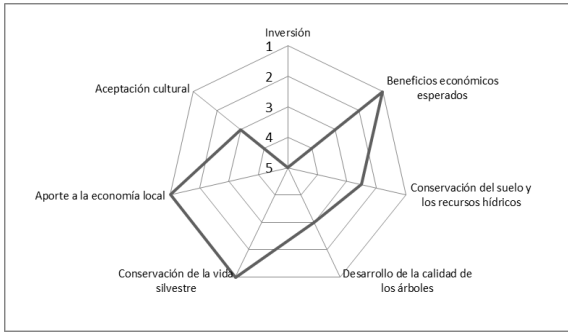 Inversión
1
2
3
4
5
Beneficios económicos
esperados
Conservación del suelo y
los recursos hídricos
Desarrollo de la calidad de
los árboles
Conservación de la vida
silvestre
Aporte a la economía local
Aceptación cultural